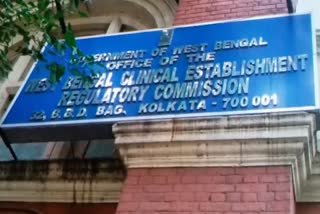 GOVERNMENT OF WEST BENGAL
OFFICE OF THE
WEST BENGAL CLINICAL ESTABLISHMENT
REGULATORY COMMISSION
32, B.B.D. BAG, KOLKATA - 700 001